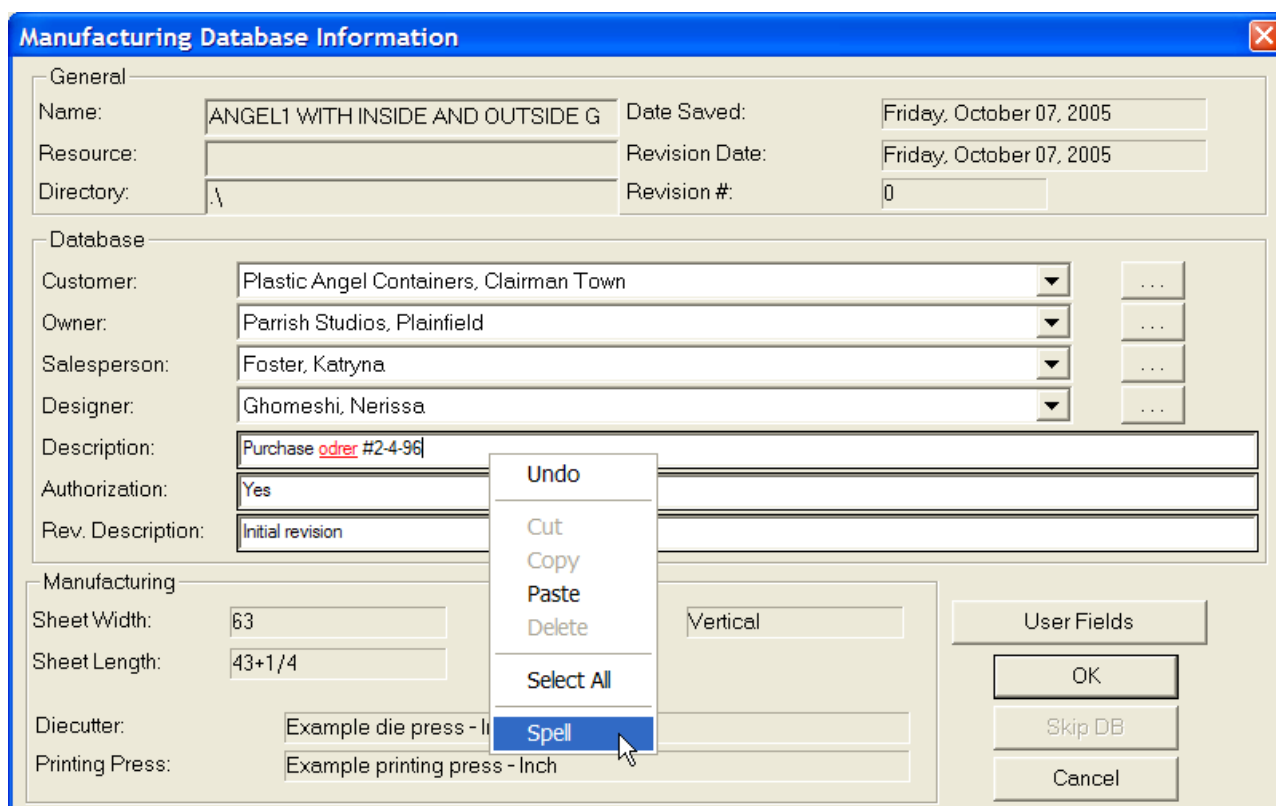 Manufacturing Database Information
General
Name: ANGEL1 WITH INSIDE AND OUTSIDE G Date Saved: Friday, October 07, 2005
Resource: Revision Date: Friday, October 07, 2005
Directory: .\ Revision #: 0
Database
Customer: Plastic Angel Containers, Clairman Town ...
Owner: Parrish Studios, Plainfield ...
Salesperson: Foster, Katryna ...
Designer: Ghomeshi, Nerissa ...
Description: Purchase odrer #2-4-96
Authorization: Yes
Rev. Description: Initial revision
Undo
Cut
Copy
Paste
Delete
Select All
Spell
Manufacturing
Sheet Width: 63 Vertical
Sheet Length: 43+1/4
Diecutter: Example die press -
Printing Press: Example printing press - Inch
User Fields
OK
Skip DB
Cancel